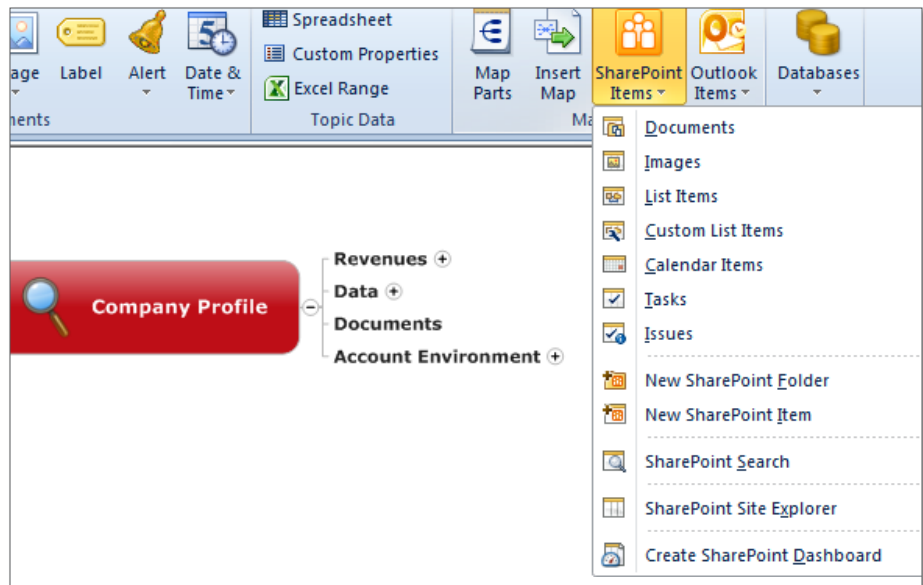 Spreadsheet
Custom Properties
Excel Range
age
Label
Alert
Date &
Time
Map
Parts
Insert
Map
SharePoint
Items
Outlook
Items
Databases
ments
Topic Data
Ma
Documents
Images
List Items
Custom List Items
Calendar Items
Tasks
Issues
New SharePoint Folder
New SharePoint Item
SharePoint Search
SharePoint Site Explorer
Create SharePoint Dashboard
Company Profile
Revenues
Data
Documents
Account Environment